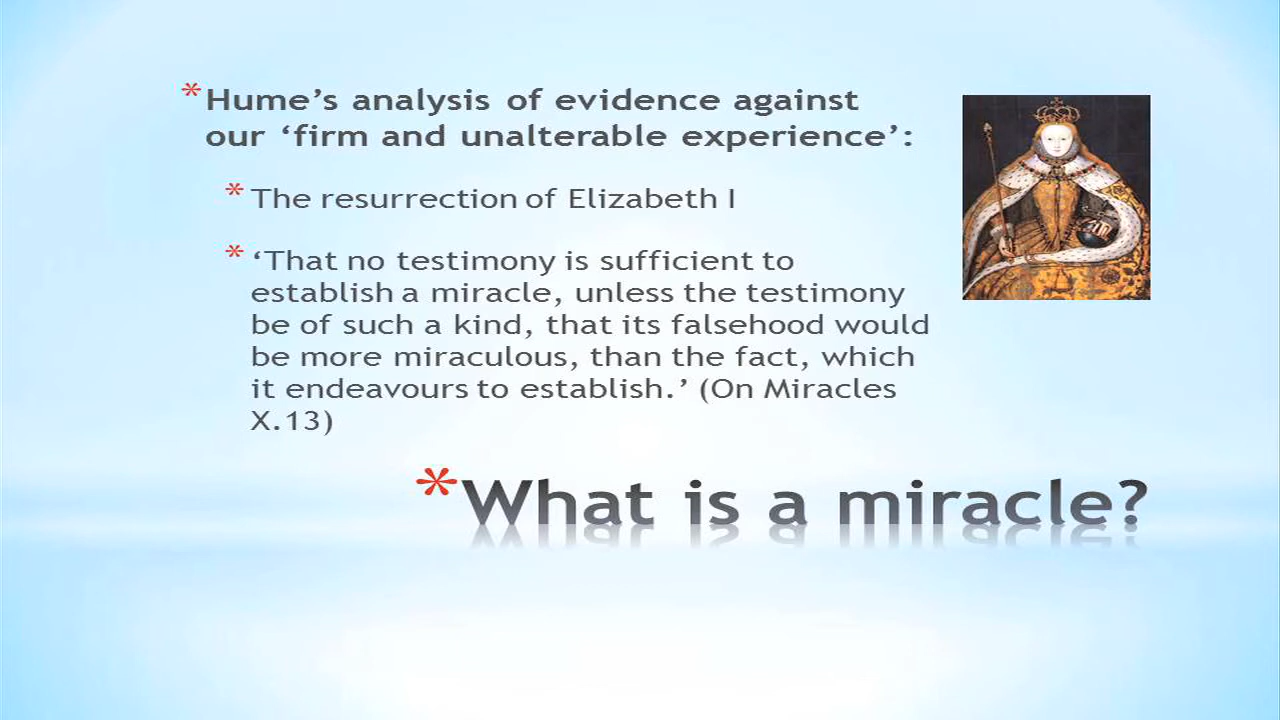 *Hume’s analysis of evidence against
our ‘firm and unalterable experience’:
*The resurrection of Elizabeth I
*‘That no testimony is sufficient to
establish a miracle, unless the testimony
be of such a kind, that its falsehood would
be more miraculous, than the fact, which
it endeavours to establish.’ (On Miracles
X.13)
*What is a miracle?